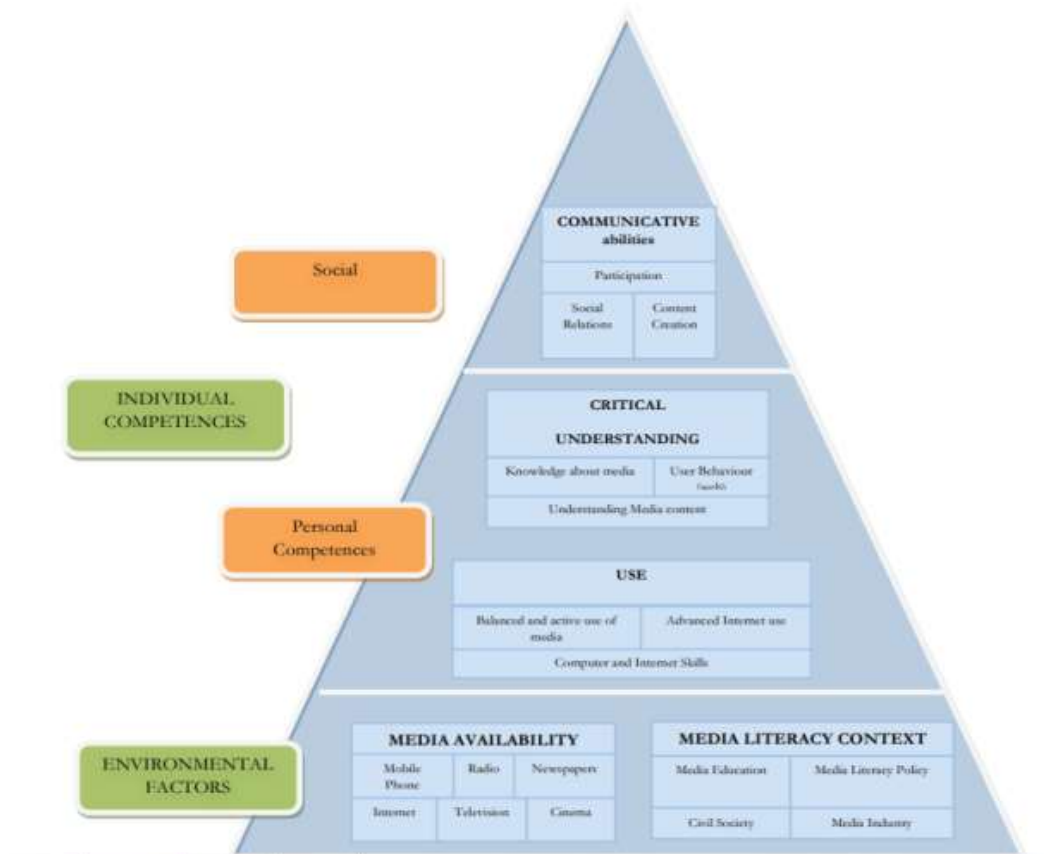 COMMUNICATIVE
abilities
Participation
Social
Relations
Content
Creation
Social
INDIVIDUAL
COMPETENCES
CRITICAL
UNDERSTANDING
Knowledge about media
User Behaviour
Understanding Media content
Personal
Competences
USE
Balanced and active use of
media
Advanced Internet use
Computer and Internet Skills
ENVIRONMENTAL
FACTORS
MEDIA AVAILABILITY
Mobile
Phone
Radio
Newspapers
Internet
Television
Cinema
MEDIA LITERACY CONTEXT
Media Education
Media Literacy Policy
Civil Society
Media Industry